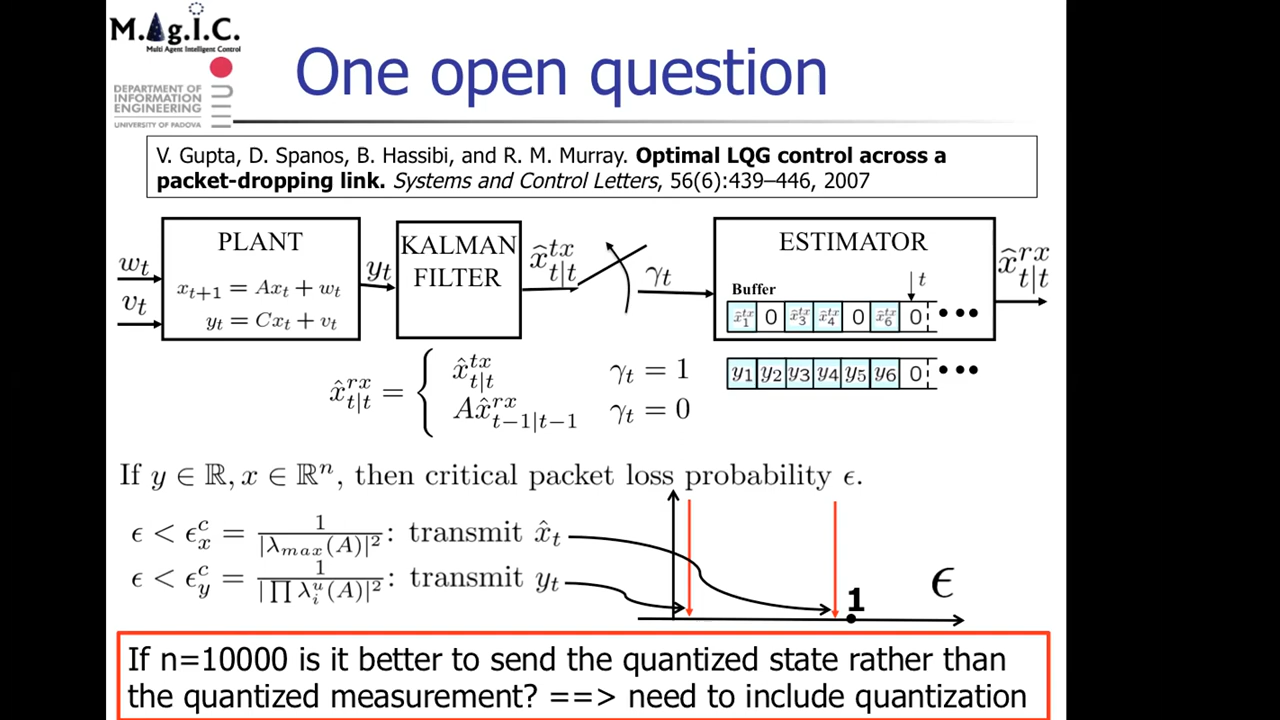 M.AgI.C.
Multi Agent Intelligent Control
DEPARTMENT OF
INFORMATION
ENGINEERING
UNIVERSITY OF PADOVA
One open question
V. Gupta, D. Spanos, B. Hassibi, and R. M. Murray. Optimal LQG control across a
packet-dropping link. Systems and Control Letters, 56(6):439–446, 2007
w_t
v_t
PLANT
x_{t+1} = Ax_t + w_t
y_t = Cx_t + v_t
y_t
KALMAN
FILTER
x̂^{tx}_{t|t}
γ_t
ESTIMATOR
t
Buffer
x̂^{tx}_1 0 x̂^{tx}_3 x̂^{tx}_4 0 x̂^{tx}_6 0 •••
x̂^{rx}_{t|t}
y_1 y_2 y_3 y_4 y_5 y_6 0 •••
x̂^{rx}_{t|t} = { x̂^{tx}_{t|t} γ_t = 1
Ax̂^{rx}_{t−1|t−1} γ_t = 0
If y ∈ ℝ, x ∈ ℝ^n, then critical packet loss probability ϵ.
ϵ < ϵ^c_x = 1/|λ_{max}(A)|^2 : transmit x̂_t
ϵ < ϵ^c_y = 1/|∏ λ^u_i(A)|^2 : transmit y_t
1
ϵ
If n=10000 is it better to send the quantized state rather than
the quantized measurement? ==> need to include quantization